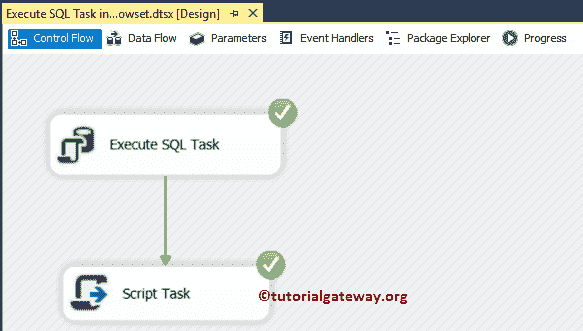 Execute SQL Task in...owset.dtsx [Design]
Control Flow Data Flow Parameters Event Handlers Package Explorer Progress
Execute SQL Task
Script Task
©tutorialgateway.org